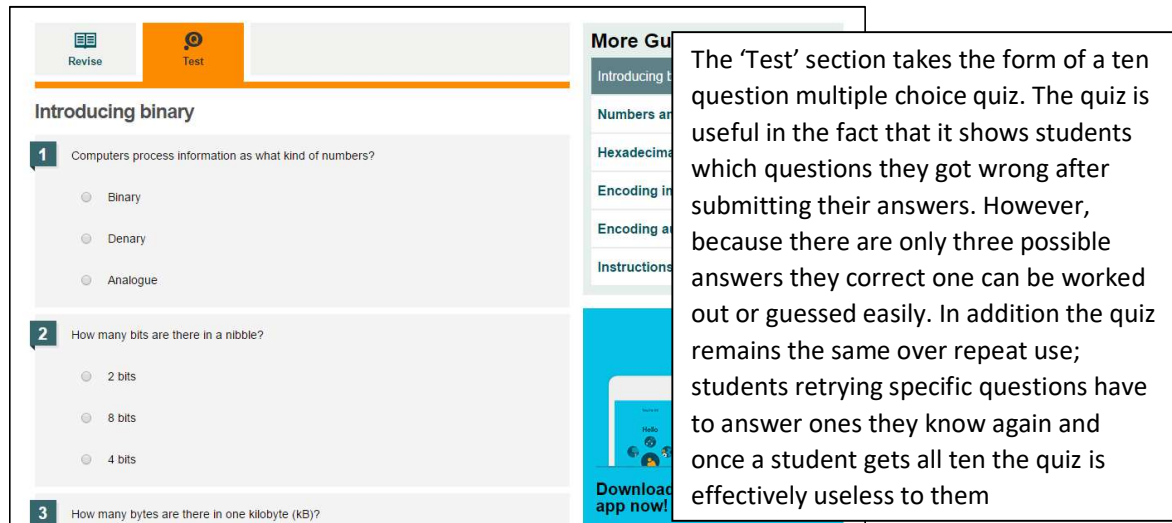 Revise
Test
Introducing binary
1
Computers process information as what kind of numbers?
Binary
Denary
Analogue
2
How many bits are there in a nibble?
2 bits
8 bits
4 bits
3
How many bytes are there in one kilobyte (kB)?
More Gu
Introducing b
Numbers an
Hexadecima
Encoding im
Encoding au
Instructions
Hello
Download
app now!
The ‘Test’ section takes the form of a ten
question multiple choice quiz. The quiz is
useful in the fact that it shows students
which questions they got wrong after
submitting their answers. However,
because there are only three possible
answers they correct one can be worked
out or guessed easily. In addition the quiz
remains the same over repeat use;
students retrying specific questions have
to answer ones they know again and
once a student gets all ten the quiz is
effectively useless to them